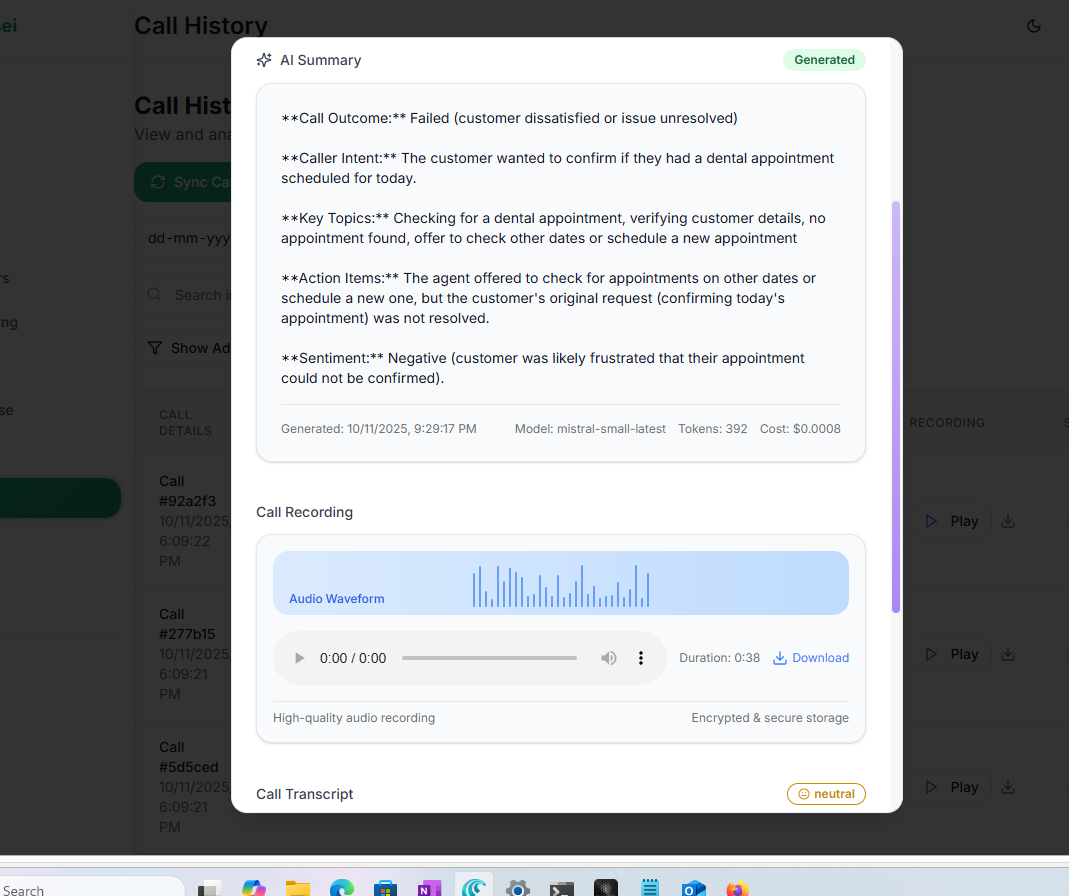 sei
Call History
AI Summary
Generated
Call Hist
View and ana
Sync Ca
dd-mm-yyy
Search i
Show Ad
rs
ng
se
**Call Outcome:** Failed (customer dissatisfied or issue unresolved)
**Caller Intent:** The customer wanted to confirm if they had a dental appointment
scheduled for today.
**Key Topics:** Checking for a dental appointment, verifying customer details, no
appointment found, offer to check other dates or schedule a new appointment
**Action Items:** The agent offered to check for appointments on other dates or
schedule a new one, but the customer's original request (confirming today's
appointment) was not resolved.
**Sentiment:** Negative (customer was likely frustrated that their appointment
could not be confirmed).
Generated: 10/11/2025, 9:29:17 PM Model: mistral-small-latest Tokens: 392 Cost: $0.0008
CALL
DETAILS
RECORDING
Call
#92a2f3
10/11/2025,
6:09:22
PM
Play
Call
#277b15
10/11/2025,
6:09:21
PM
Play
Call
#5d5ced
10/11/2025,
6:09:21
PM
Play
Call Recording
Audio Waveform
0:00 / 0:00
Duration: 0:38
Download
High-quality audio recording
Encrypted & secure storage
Call Transcript
neutral
Search